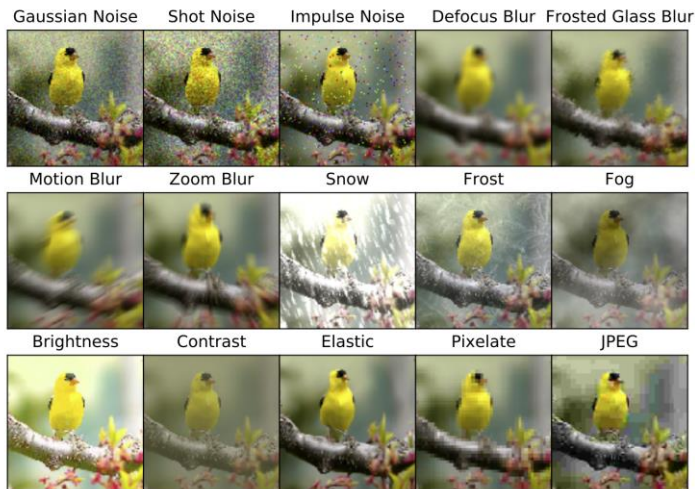 Gaussian Noise Shot Noise Impulse Noise Defocus Blur Frosted Glass Blur
Motion Blur Zoom Blur Snow Frost Fog
Brightness Contrast Elastic Pixelate JPEG